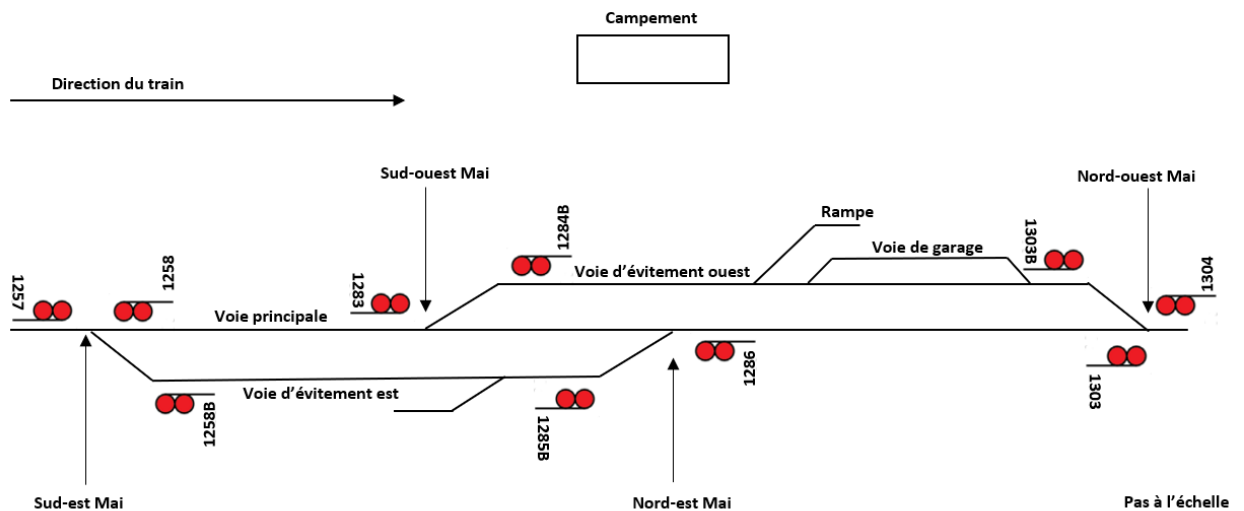 Campement
Direction du train
Sud-ouest Mai
Nord-ouest Mai
1257
1258
1283
1284B
Rampe
Voie de garage
1303B
1304
Voie d'évitement ouest
Voie principale
Voie d'évitement est
1258B
1285B
1286
1303
Sud-est Mai
Nord-est Mai
Pas à l'échelle